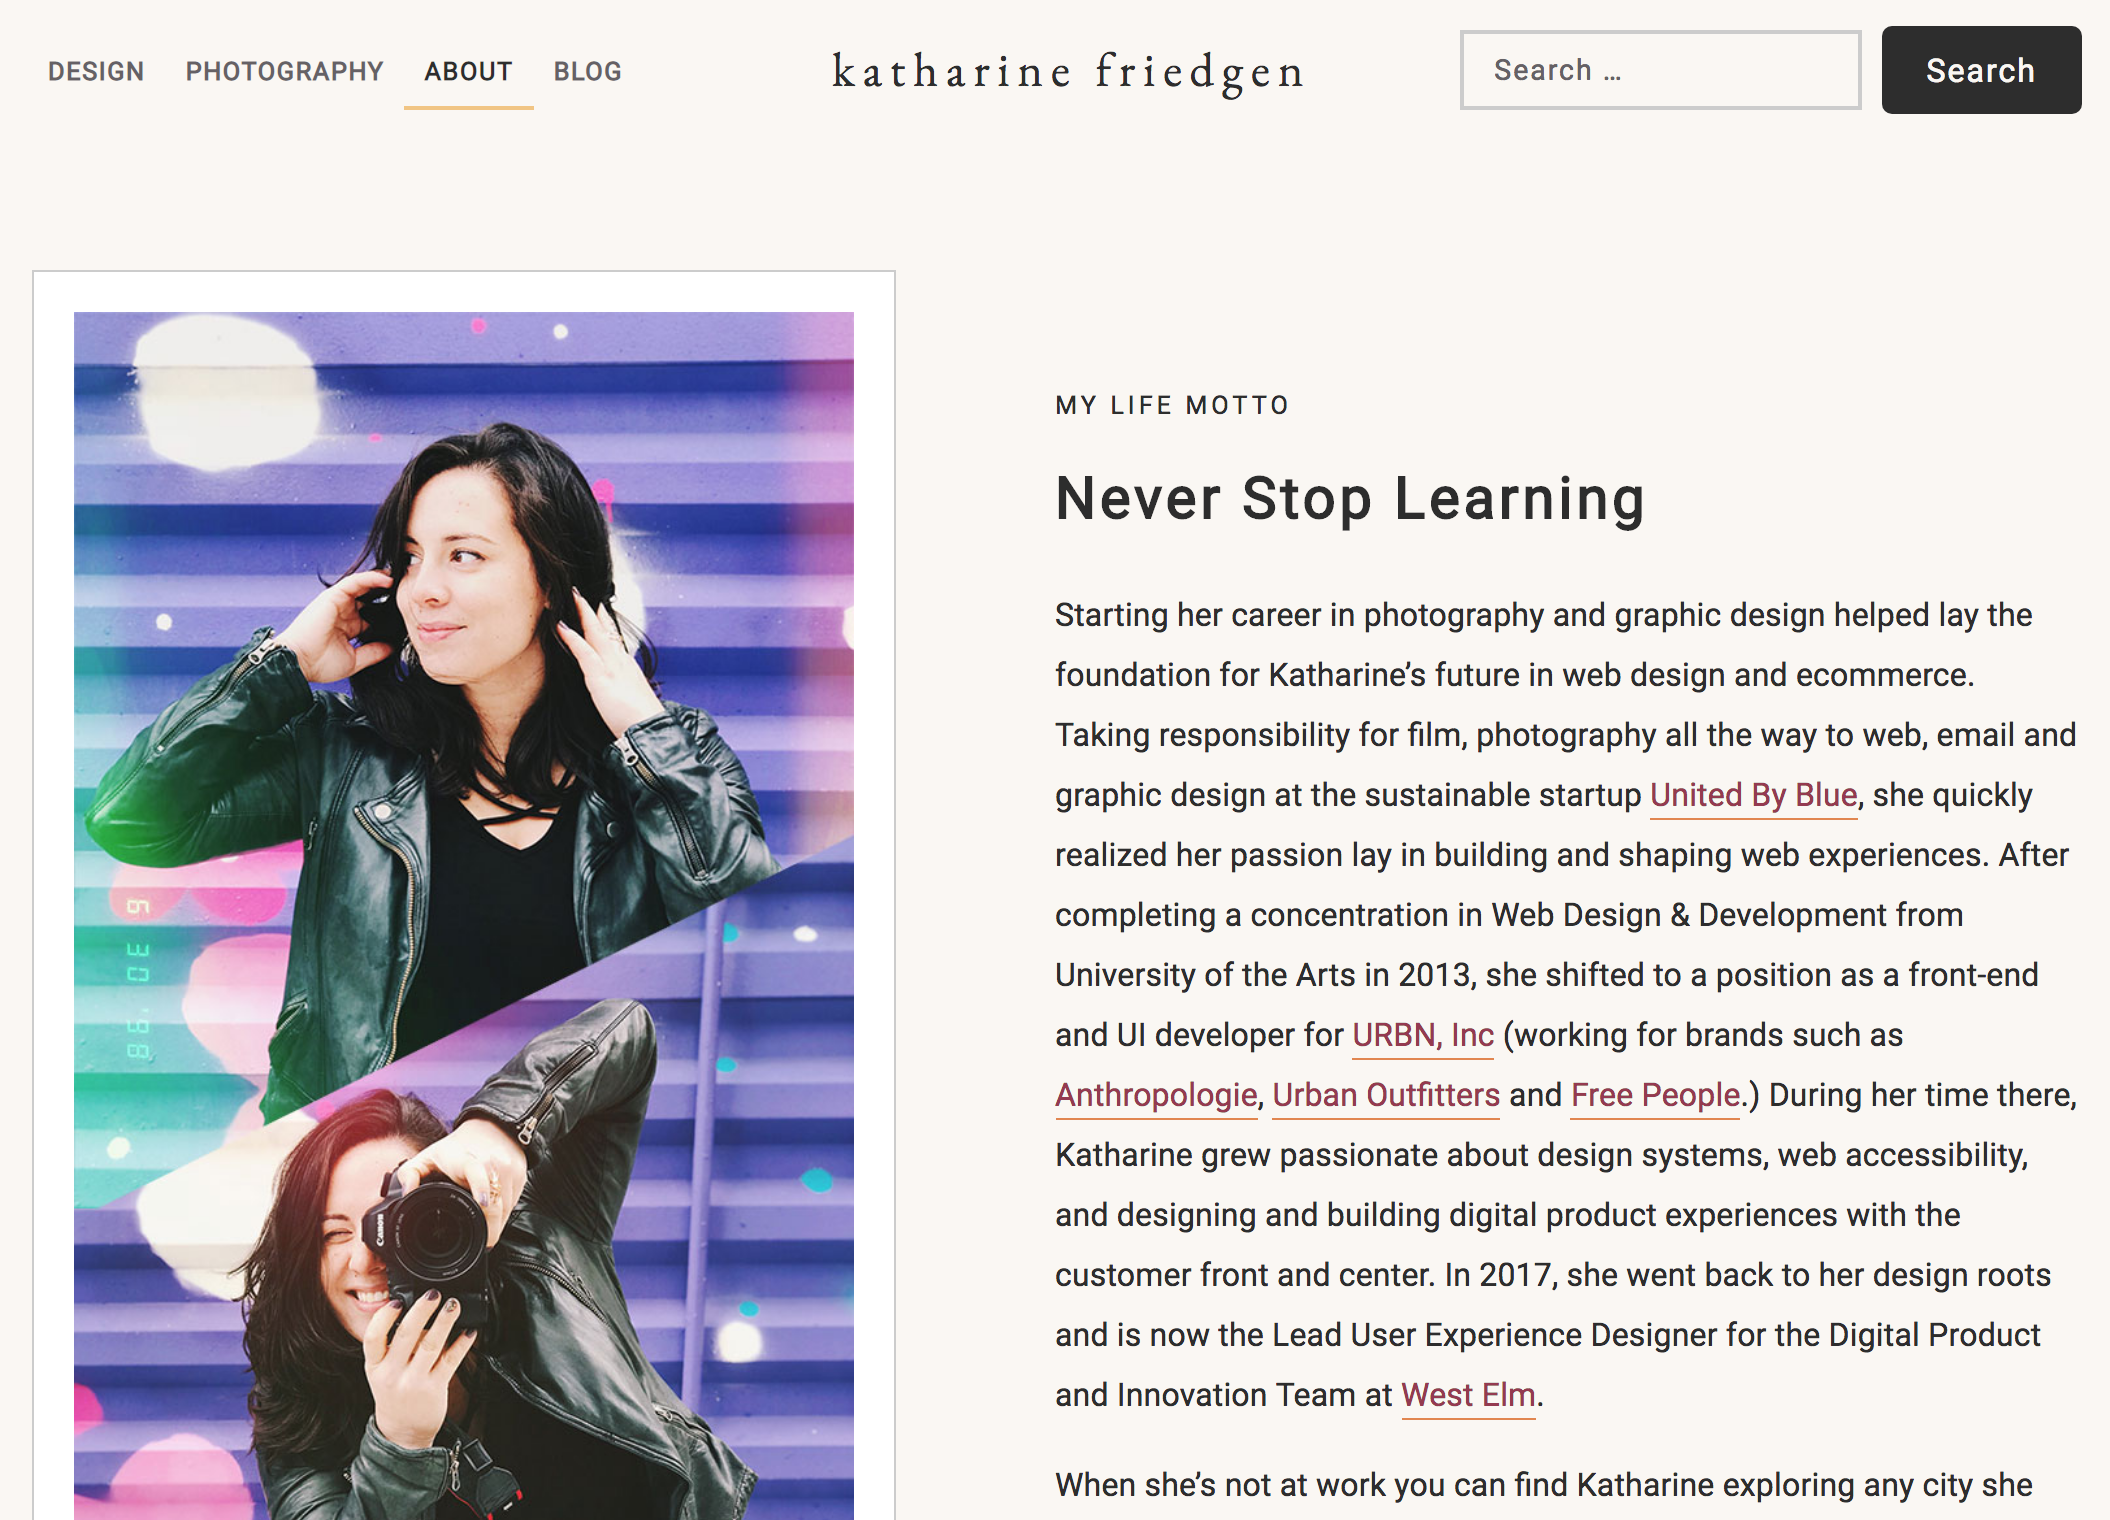 DESIGN PHOTOGRAPHY ABOUT BLOG
katharine friedgen
Search …
Search
MY LIFE MOTTO
Never Stop Learning
Starting her career in photography and graphic design helped lay the
foundation for Katharine’s future in web design and ecommerce.
Taking responsibility for film, photography all the way to web, email and
graphic design at the sustainable startup United By Blue, she quickly
realized her passion lay in building and shaping web experiences. After
completing a concentration in Web Design & Development from
University of the Arts in 2013, she shifted to a position as a front-end
and UI developer for URBN, Inc (working for brands such as
Anthropologie, Urban Outfitters and Free People.) During her time there,
Katharine grew passionate about design systems, web accessibility,
and designing and building digital product experiences with the
customer front and center. In 2017, she went back to her design roots
and is now the Lead User Experience Designer for the Digital Product
and Innovation Team at West Elm.
When she’s not at work you can find Katharine exploring any city she
Canon